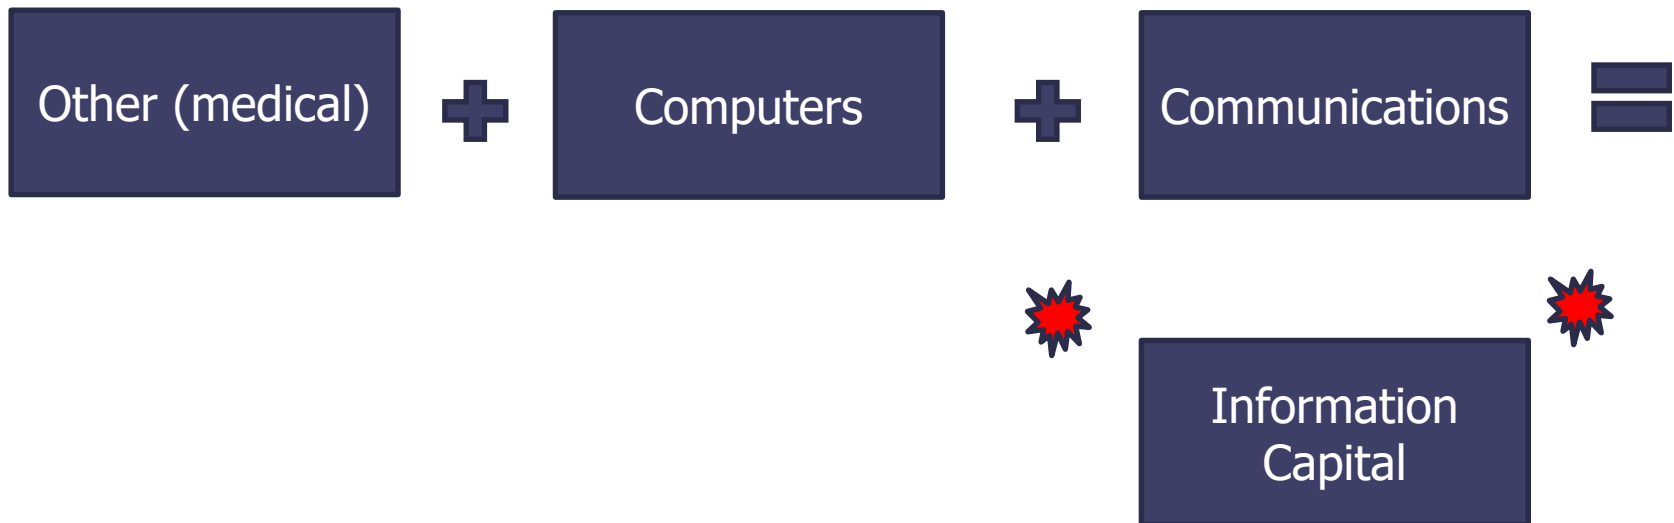 Other (medical)
Computers
Communications
Information
Capital